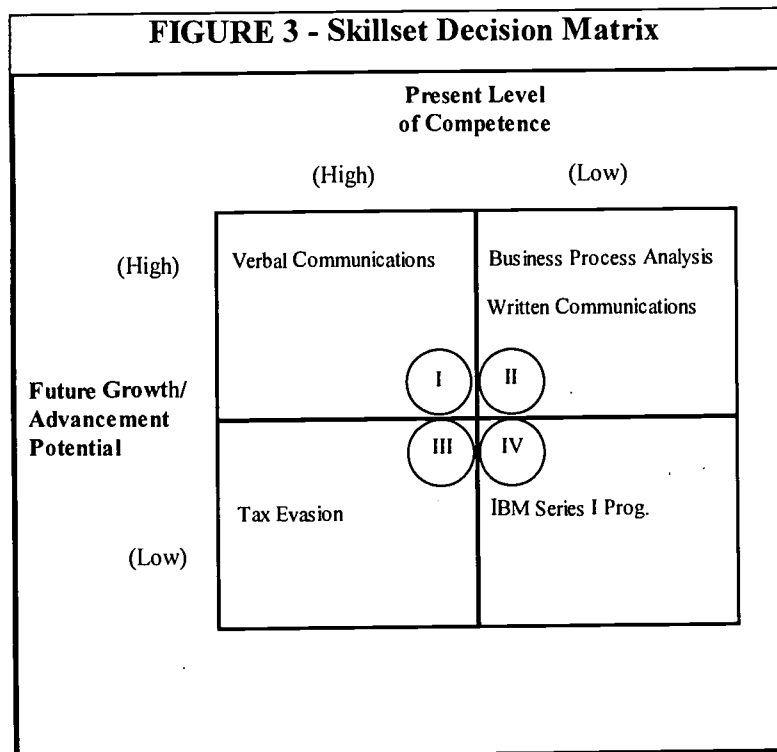 FIGURE 3 - Skillset Decision Matrix
Present Level
of Competence
(High)
(Low)
(High)
Verbal Communications
Business Process Analysis
Written Communications
I
II
Future Growth/
Advancement
Potential
III
IV
Tax Evasion
IBM Series I Prog.
(Low)